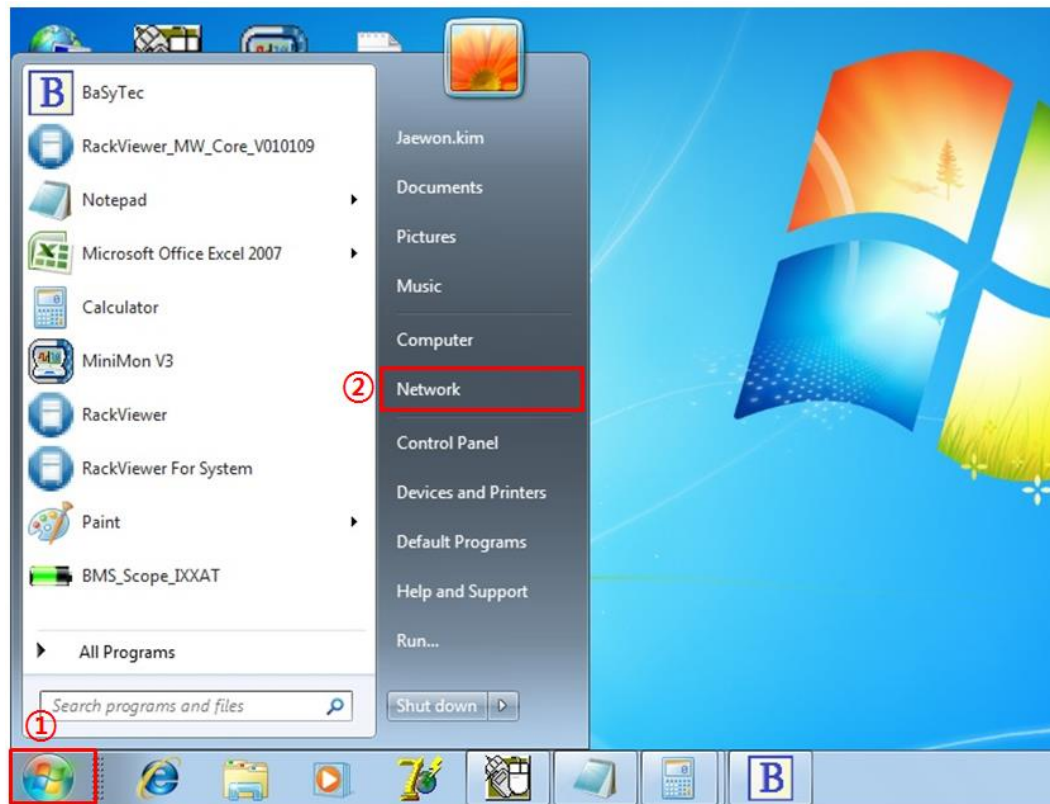 B BaSyTec
RackViewer_MW_Core_V010109
Notepad
Microsoft Office Excel 2007
Calculator
MiniMon V3
RackViewer
RackViewer For System
Paint
BMS_Scope_IXXAT
All Programs
Search programs and files
①
Jaewon.kim
Documents
Pictures
Music
Computer
② Network
Control Panel
Devices and Printers
Default Programs
Help and Support
Run...
Shut down
B